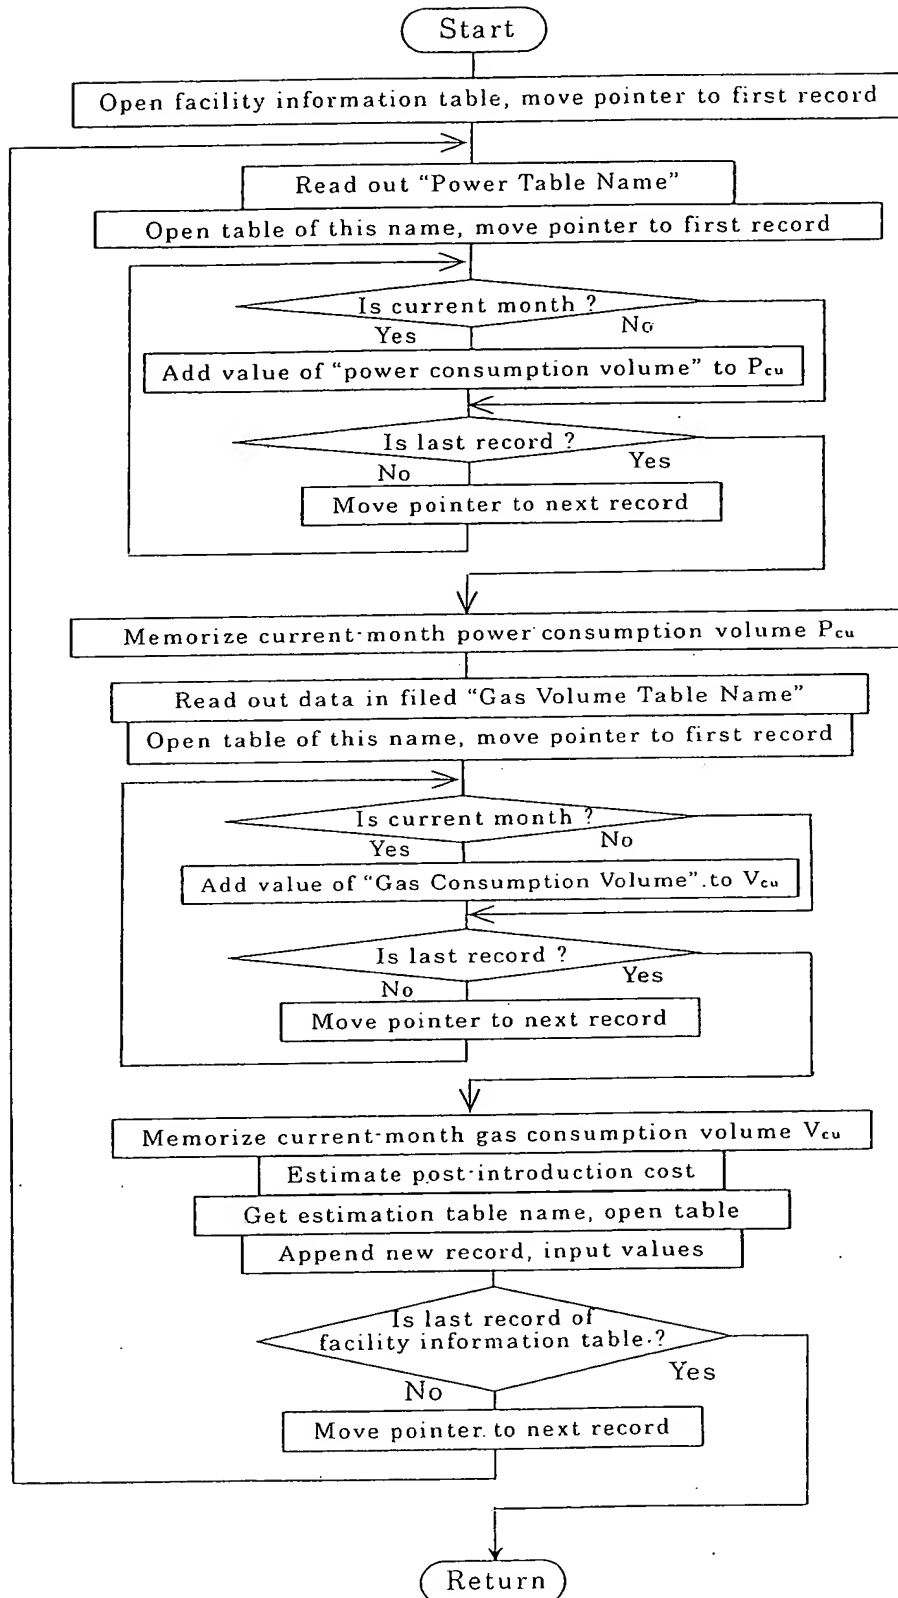 Start
Open facility information table, move pointer to first record
Read out “Power Table Name”
Open table of this name, move pointer to first record
Is current month ?
Yes
No
Add value of “power consumption volume” to Pcu
Is last record ?
No
Yes
Move pointer to next record
Memorize current-month power consumption volume Pcu
Read out data in filed “Gas Volume Table Name”
Open table of this name, move pointer to first record
Is current month ?
Yes
No
Add value of “Gas Consumption Volume” to Vcu
Is last record ?
No
Yes
Move pointer to next record
Memorize current-month gas consumption volume Vcu
Estimate post-introduction cost
Get estimation table name, open table
Append new record, input values
Is last record of
facility information table ?
No
Yes
Move pointer to next record
Return